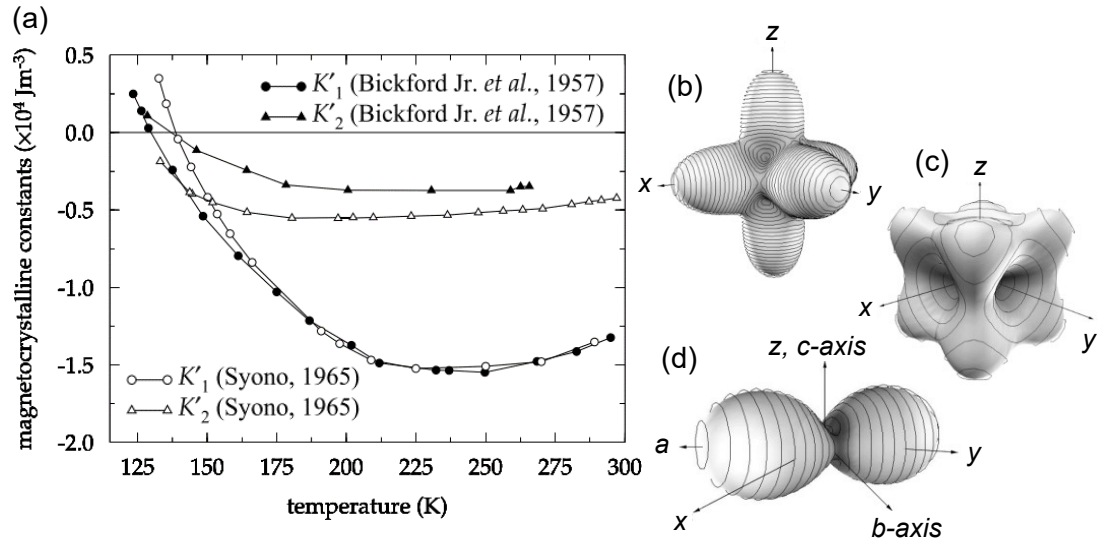 (a)
magnetocrystalline constants (×10⁴ Jm⁻³)
0.5
0.0
-0.5
-1.0
-1.5
-2.0
K′₁ (Bickford Jr. et al., 1957)
K′₂ (Bickford Jr. et al., 1957)
K′₁ (Syono, 1965)
K′₂ (Syono, 1965)
125 150 175 200 225 250 275 300
temperature (K)
(b)
z
x
y
(c)
z
x
y
(d)
z, c-axis
a
y
x
b-axis